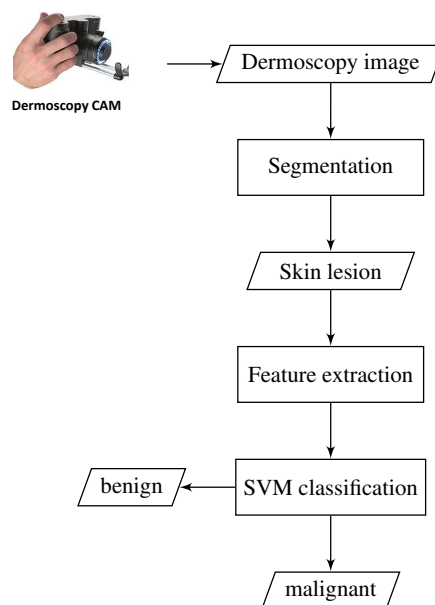 Dermoscopy image
Dermoscopy CAM
Segmentation
Skin lesion
Feature extraction
benign
SVM classification
malignant